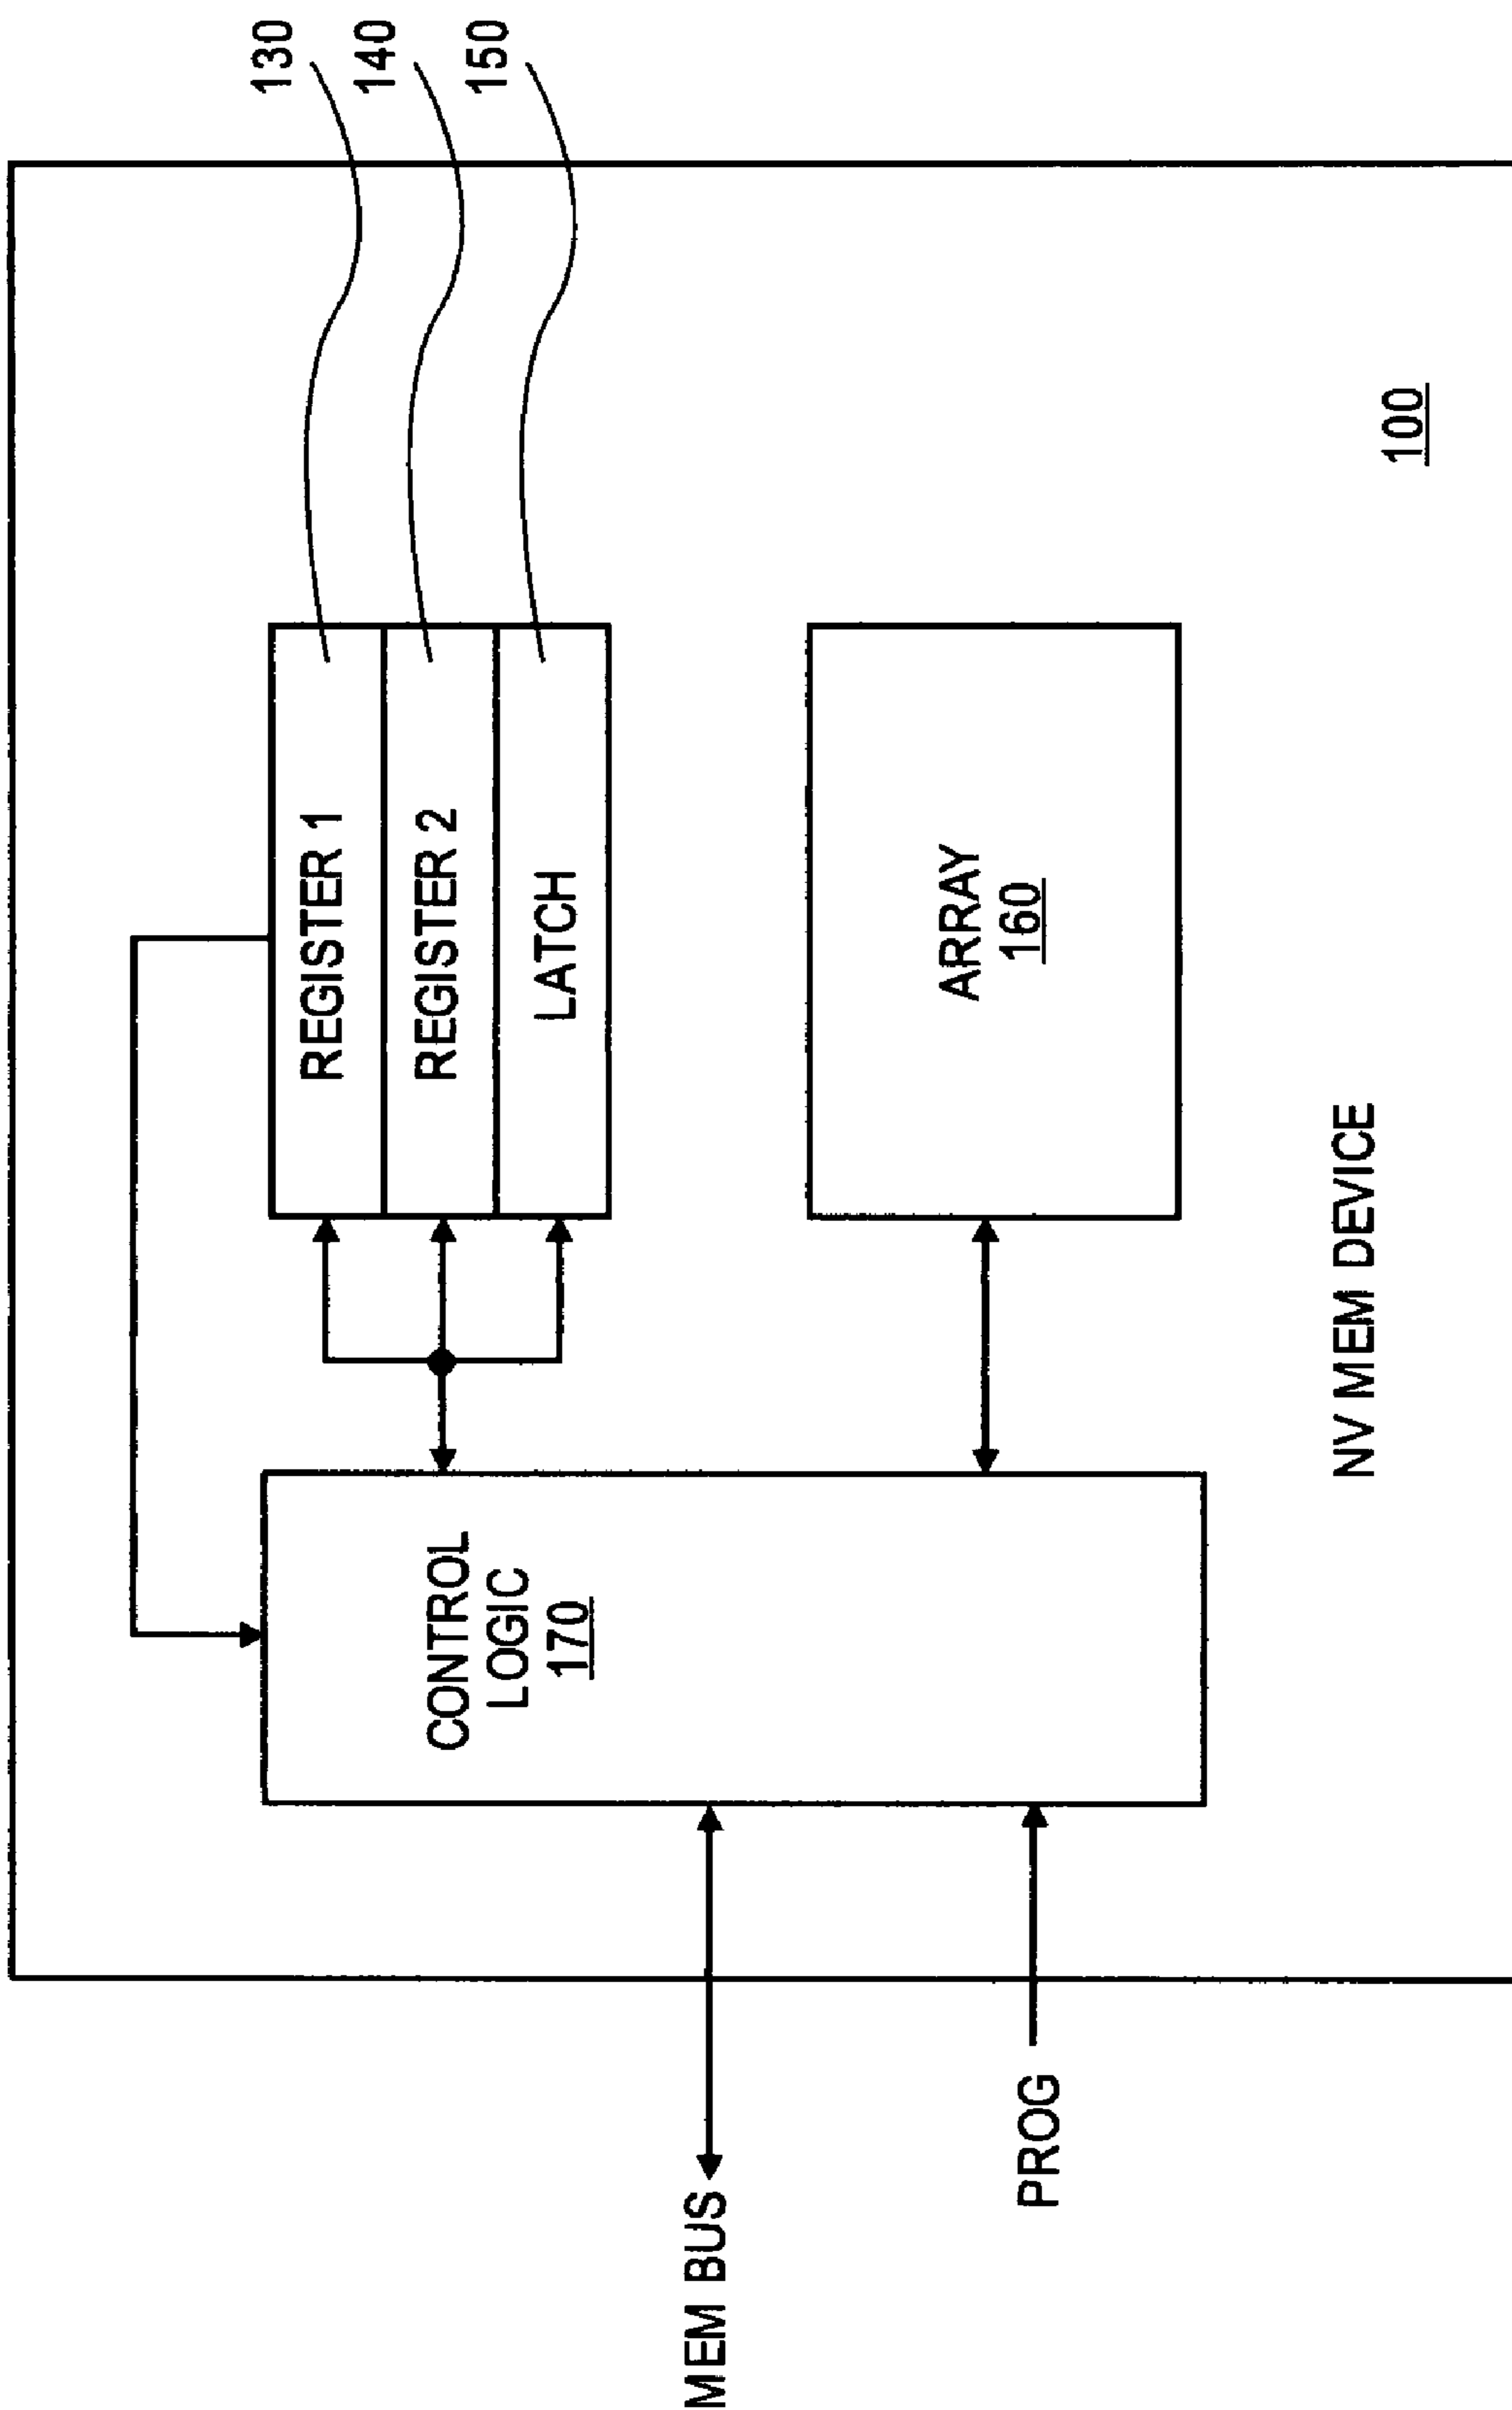 130
140
150
REGISTER 1
REGISTER 2
LATCH
CONTROL
LOGIC
170
ARRAY
160
MEM BUS
PROG
NV MEM DEVICE
100